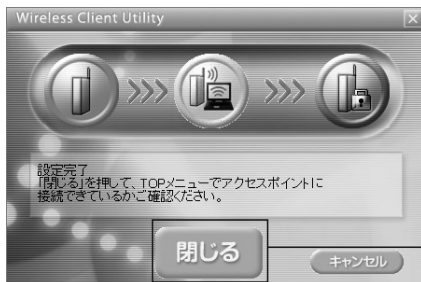 Wireless Client Utility
設定完了
「閉じる」を押して、TOPメニューでアクセスポイントに
接続できているかご確認ください。
閉じる
キャンセル